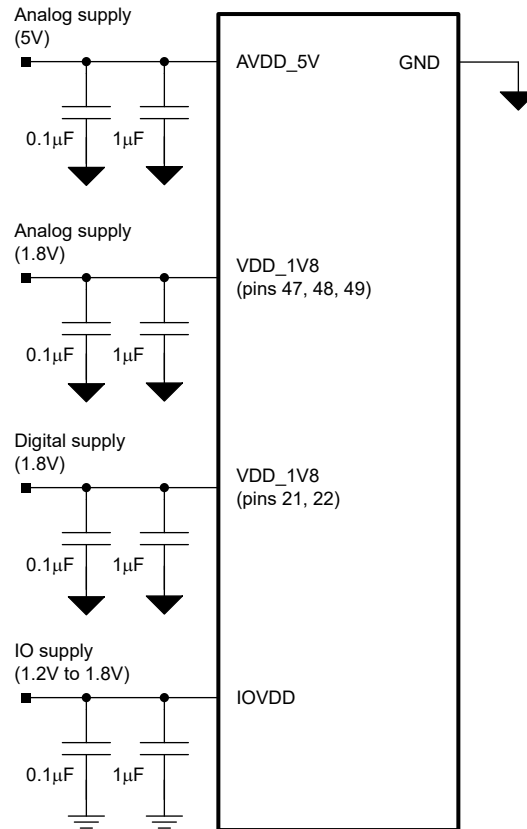 Analog supply
(5V)
AVDD_5V
GND
0.1μF
1μF
Analog supply
(1.8V)
VDD_1V8
(pins 47, 48, 49)
0.1μF
1μF
Digital supply
(1.8V)
VDD_1V8
(pins 21, 22)
0.1μF
1μF
IO supply
(1.2V to 1.8V)
IOVDD
0.1μF
1μF